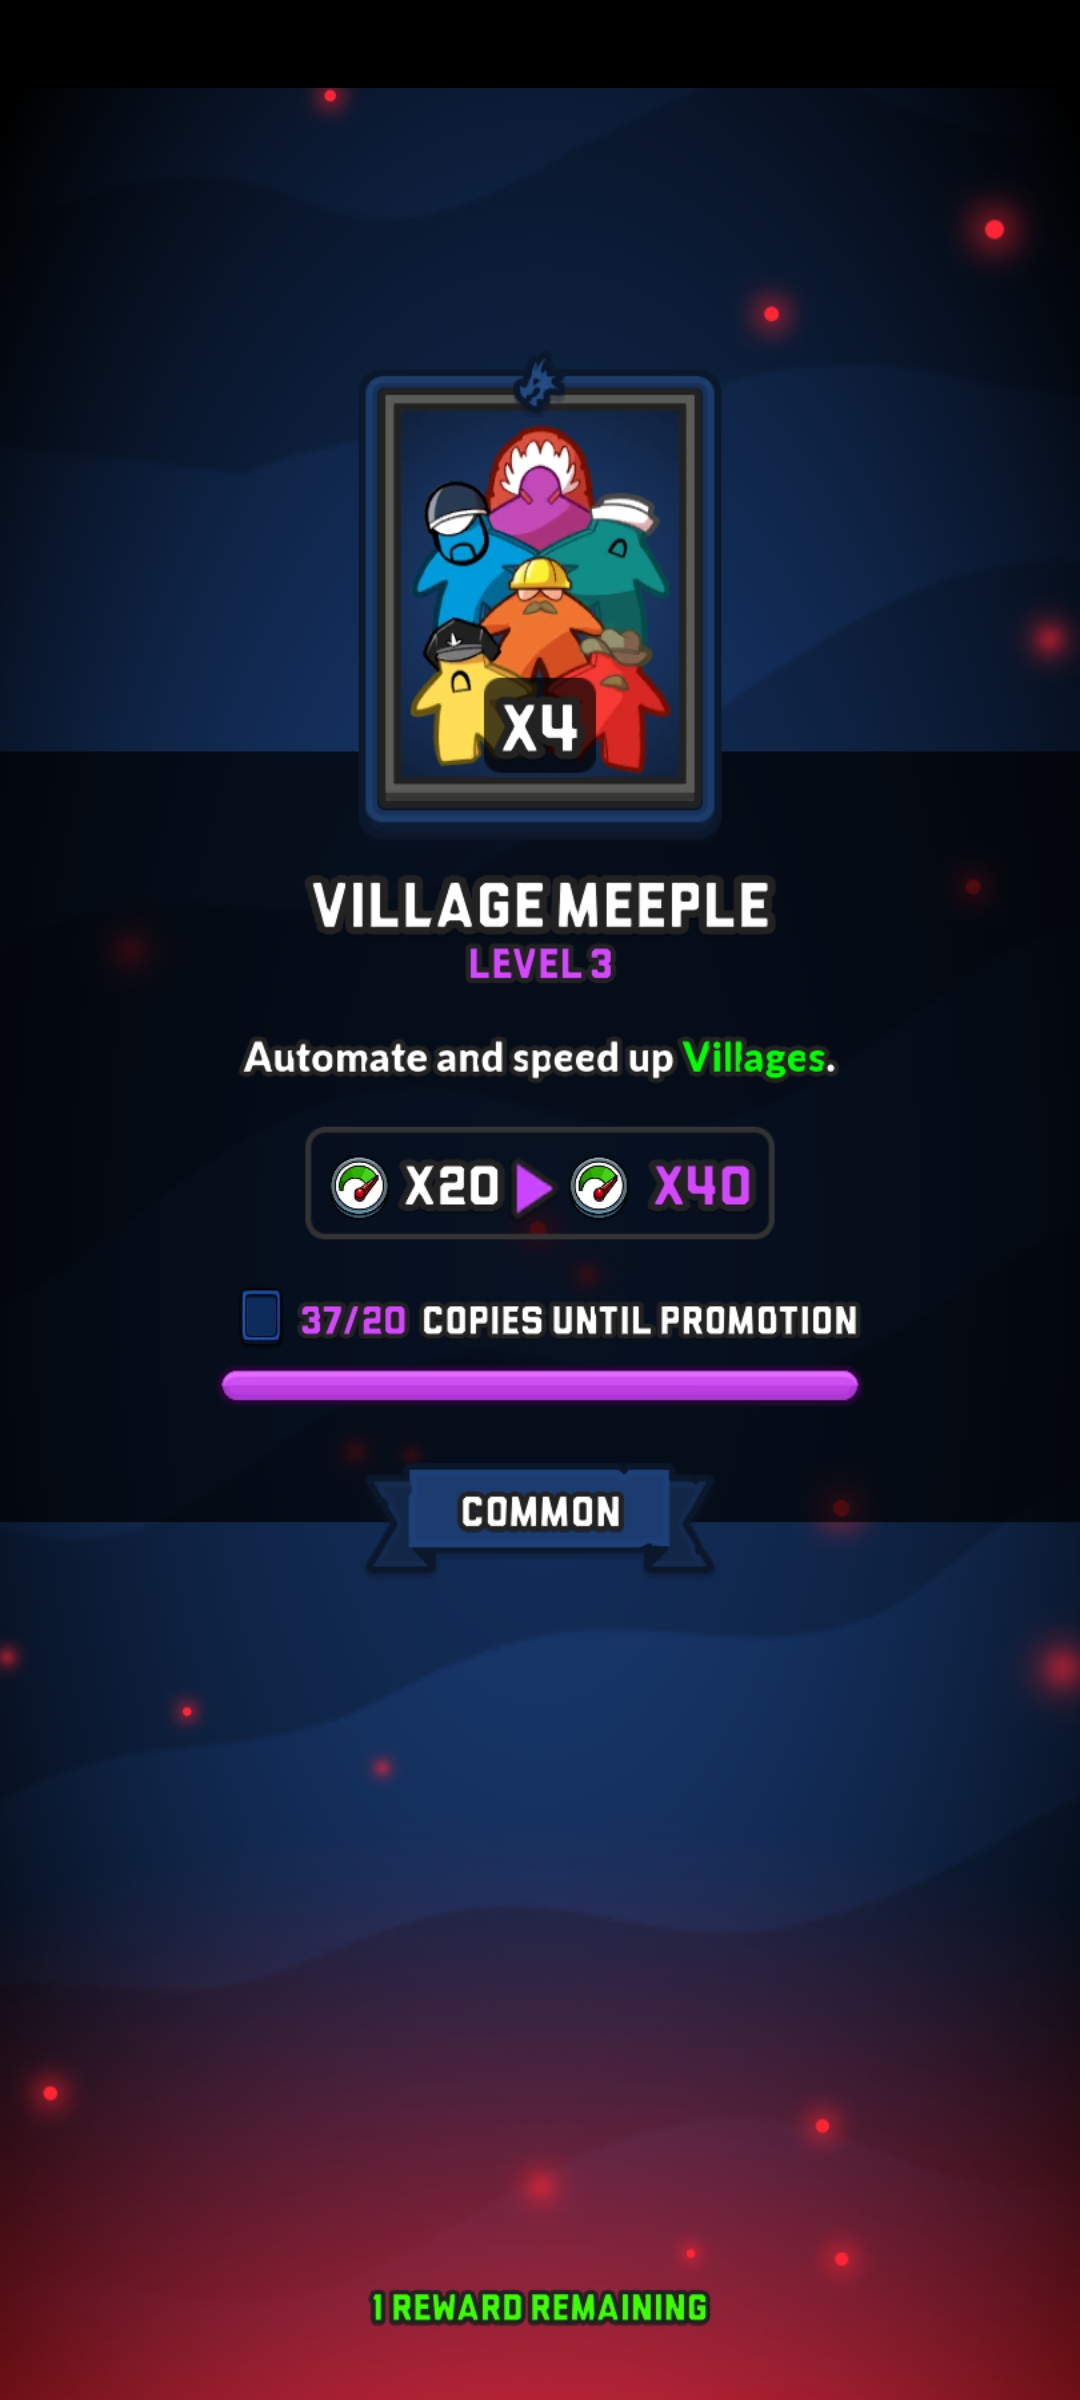 X4
VILLAGE MEEPLE
LEVEL 3
Automate and speed up Villages.
X20 X40
37/20 COPIES UNTIL PROMOTION
COMMON
1 REWARD REMAINING